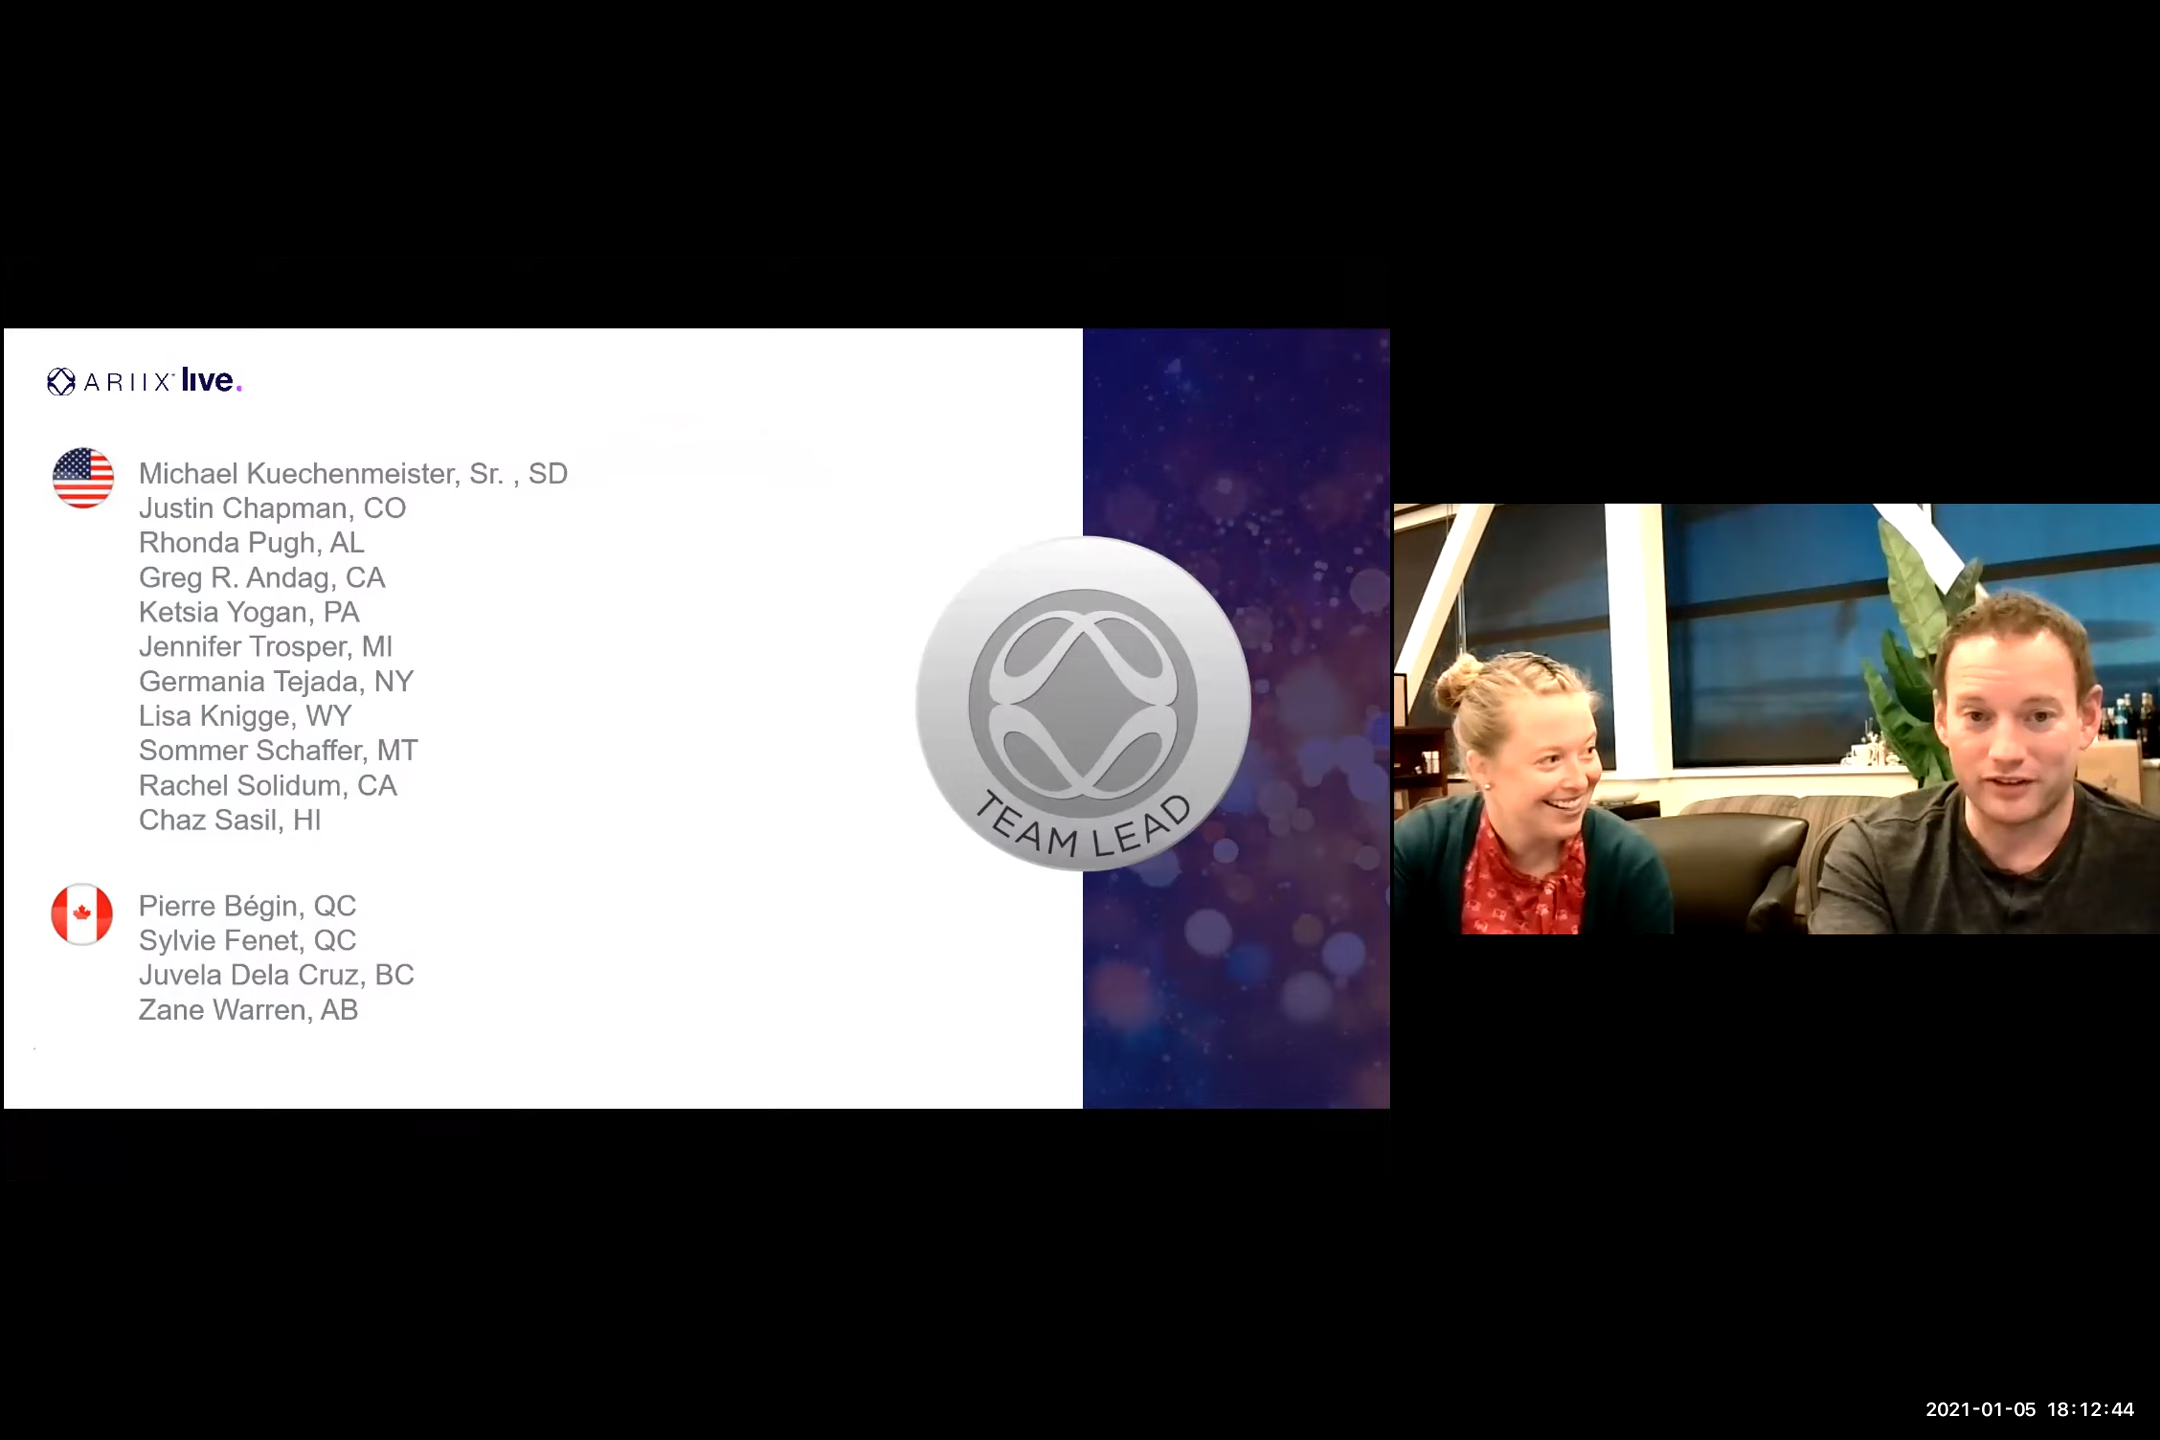 ARIIX live.
Michael Kuechenmeister, Sr. , SD
Justin Chapman, CO
Rhonda Pugh, AL
Greg R. Andag, CA
Ketsia Yogan, PA
Jennifer Trosper, MI
Germania Tejada, NY
Lisa Knigge, WY
Sommer Schaffer, MT
Rachel Solidum, CA
Chaz Sasil, HI
Pierre Bégin, QC
Sylvie Fenet, QC
Juvela Dela Cruz, BC
Zane Warren, AB
TEAM LEAD
2021-01-05 18:12:44